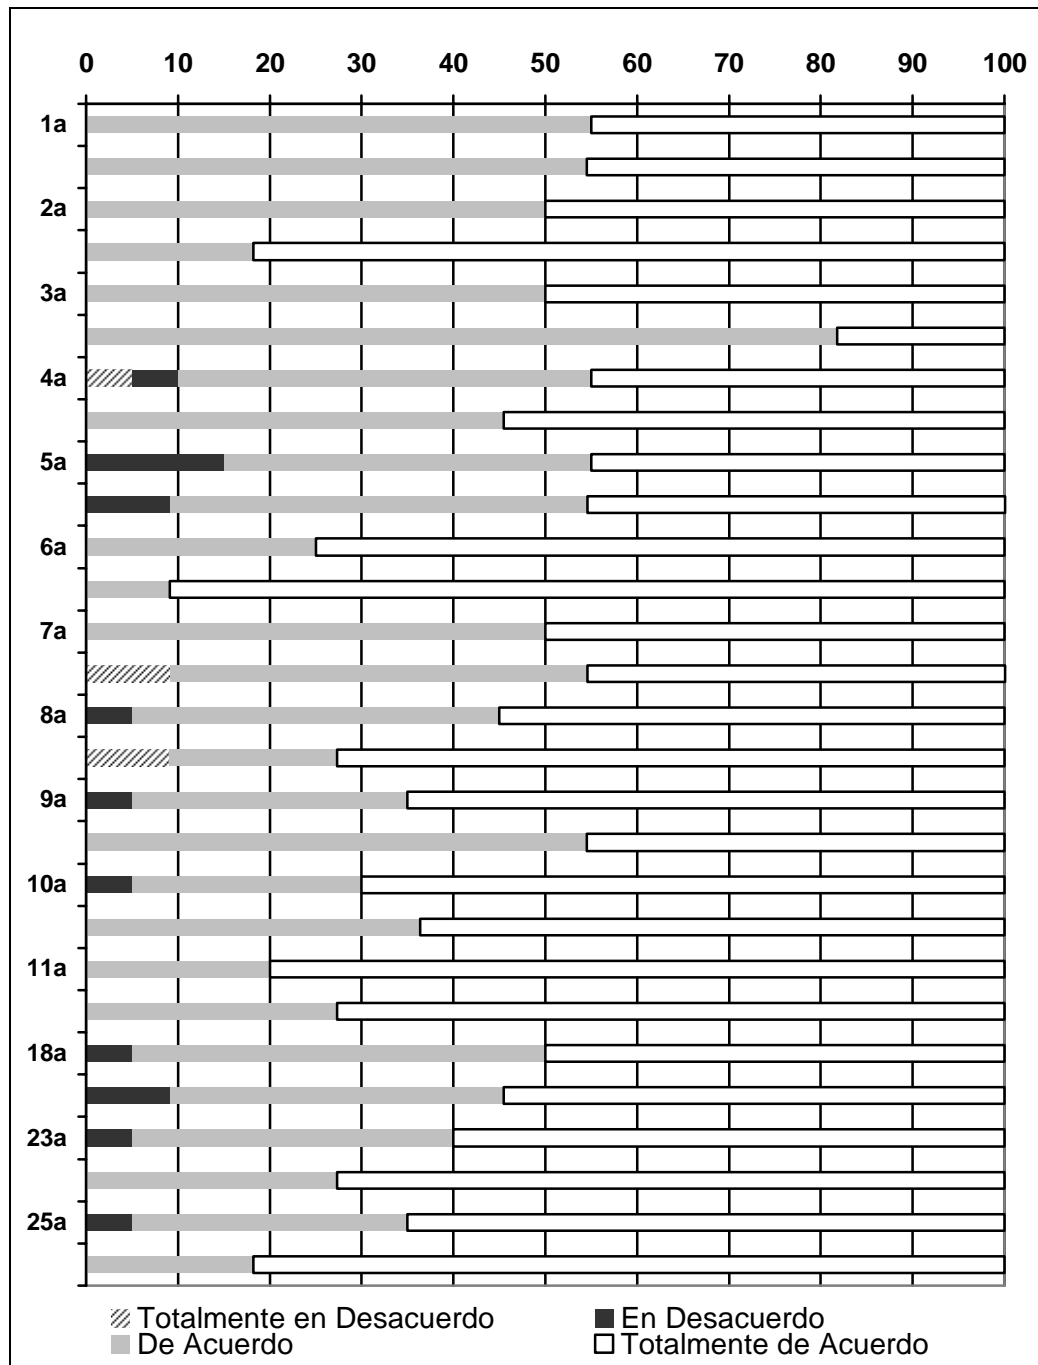 0 10 20 30 40 50 60 70 80 90 100
1a
2a
3a
4a
5a
6a
7a
8a
9a
10a
11a
18a
23a
25a
Totalmente en Desacuerdo En Desacuerdo
De Acuerdo Totalmente de Acuerdo